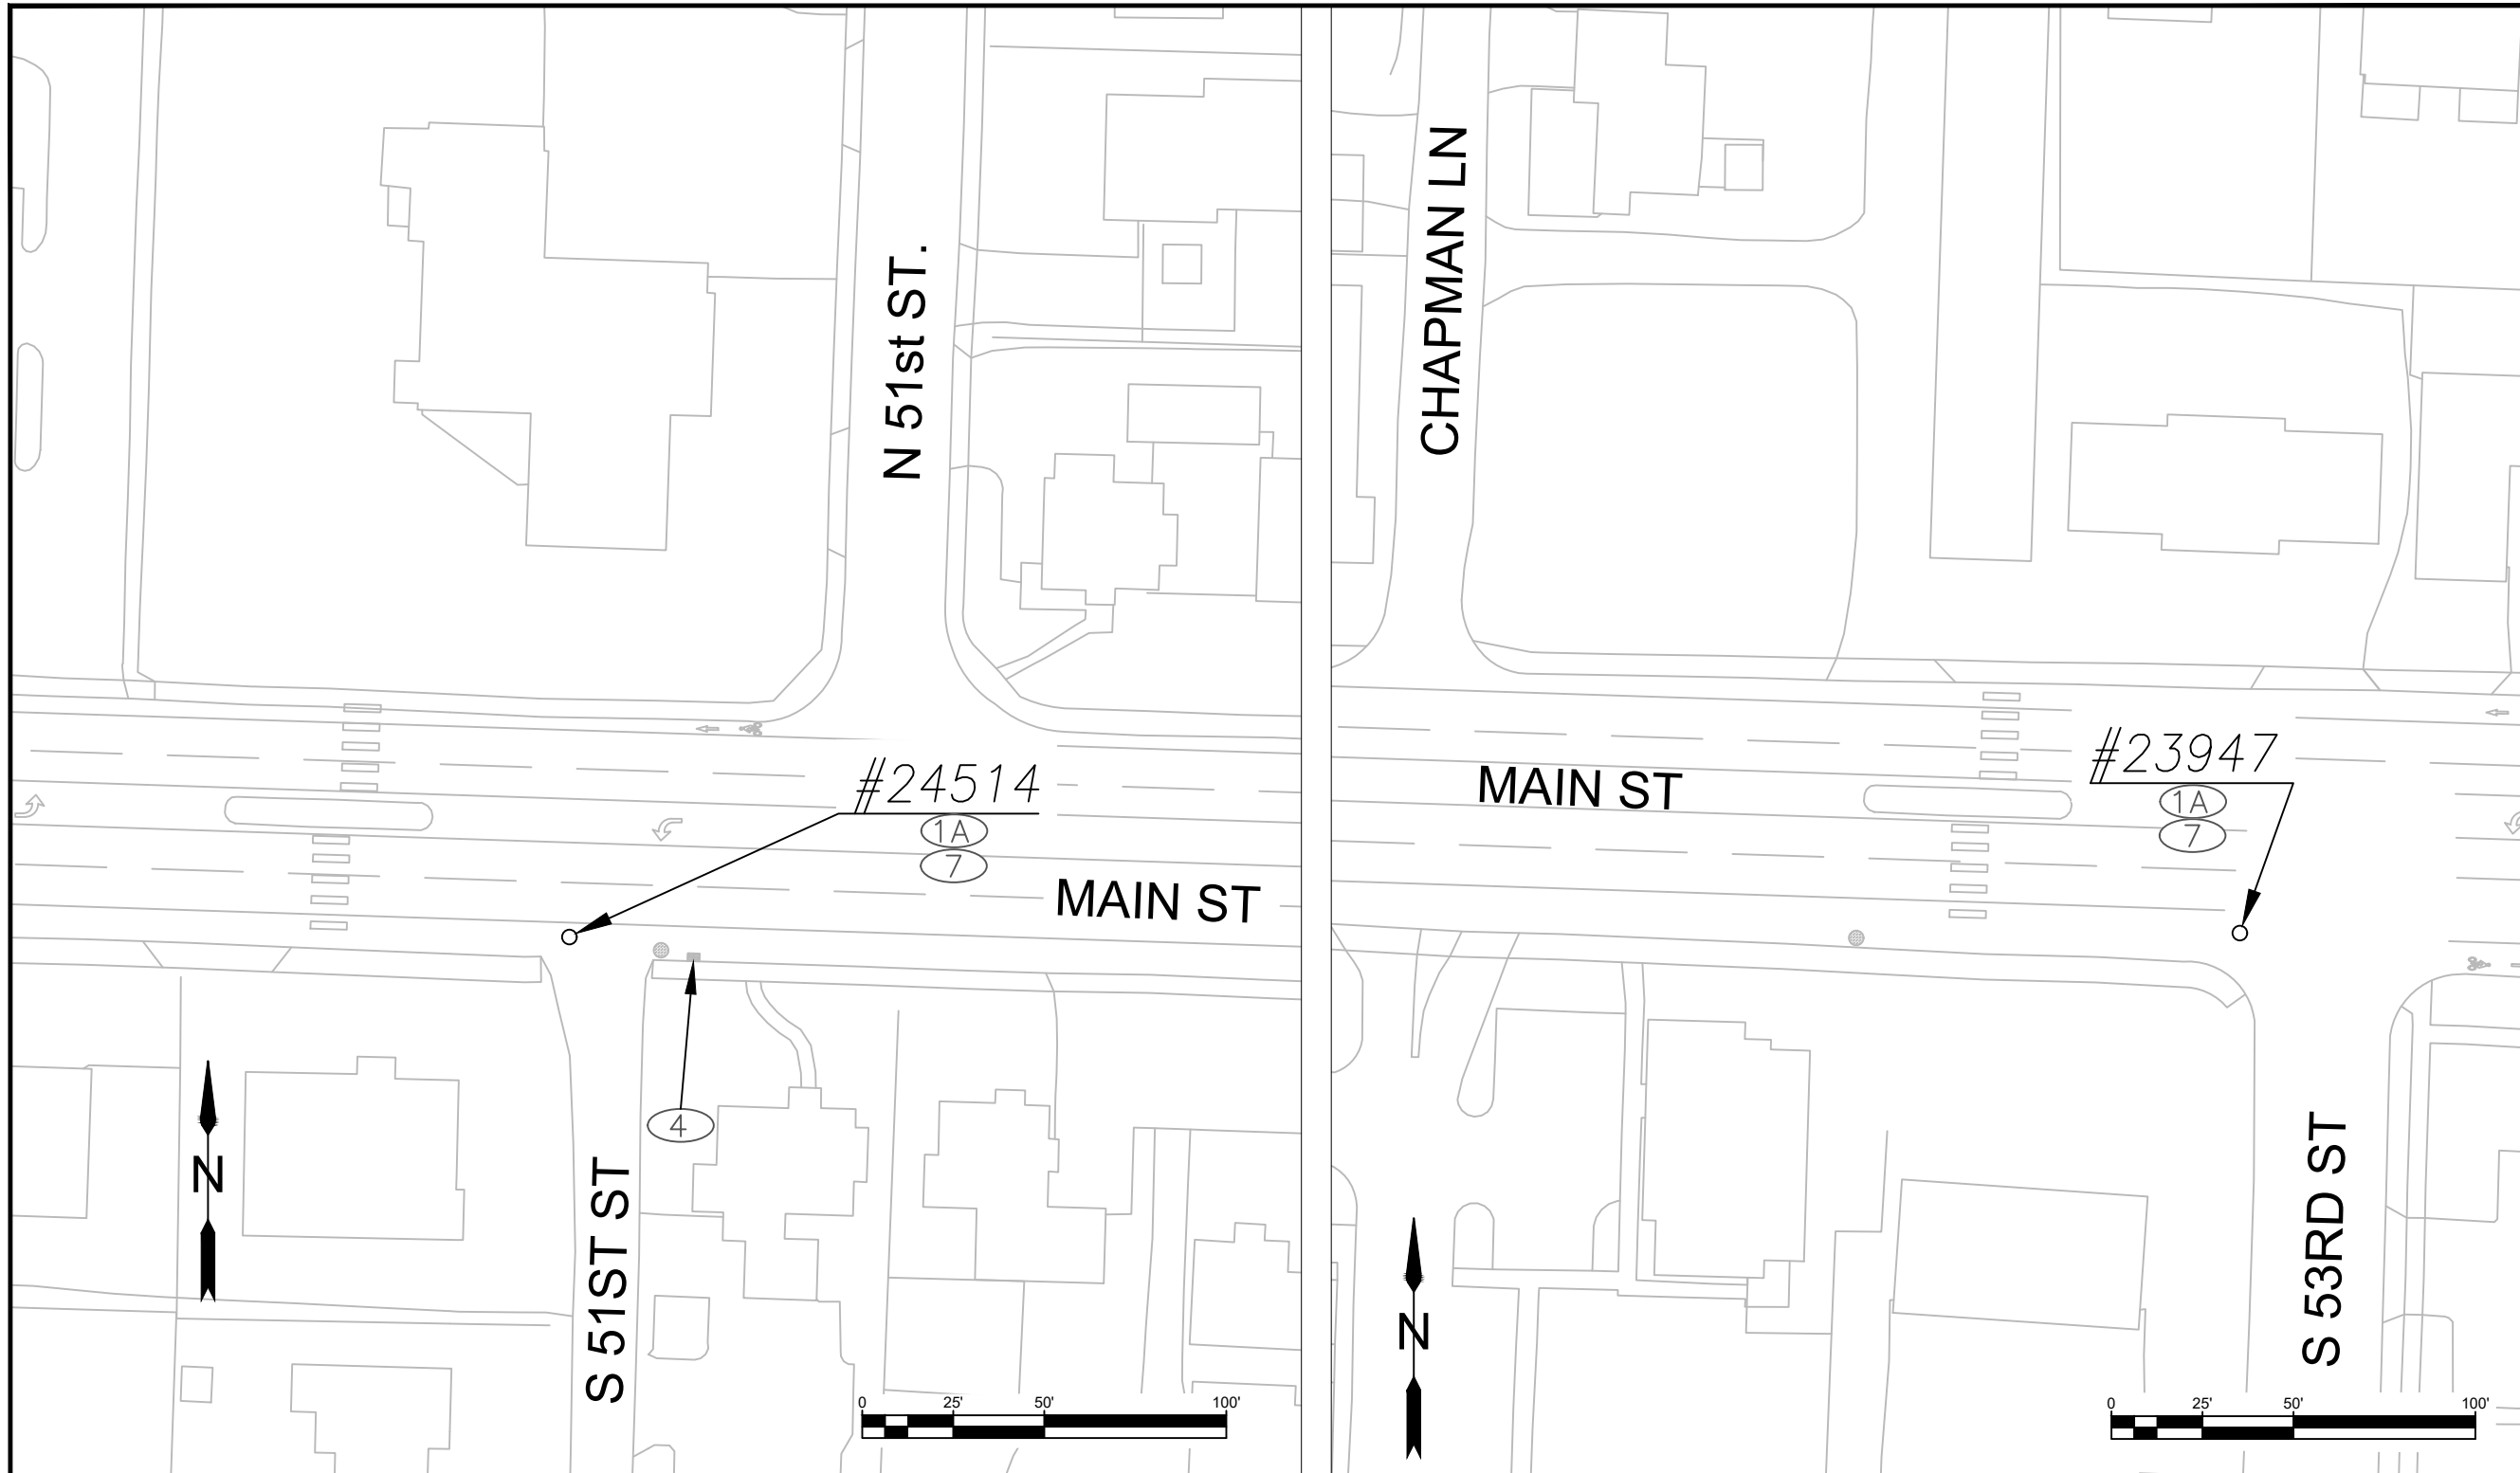 N 51st ST.
#24514
1A
7
MAIN ST
4
N
S 51ST ST
0 25' 50' 100'
CHAPMAN LN
MAIN ST
#23947
1A
7
N
S 53RD ST
0 25' 50' 100'